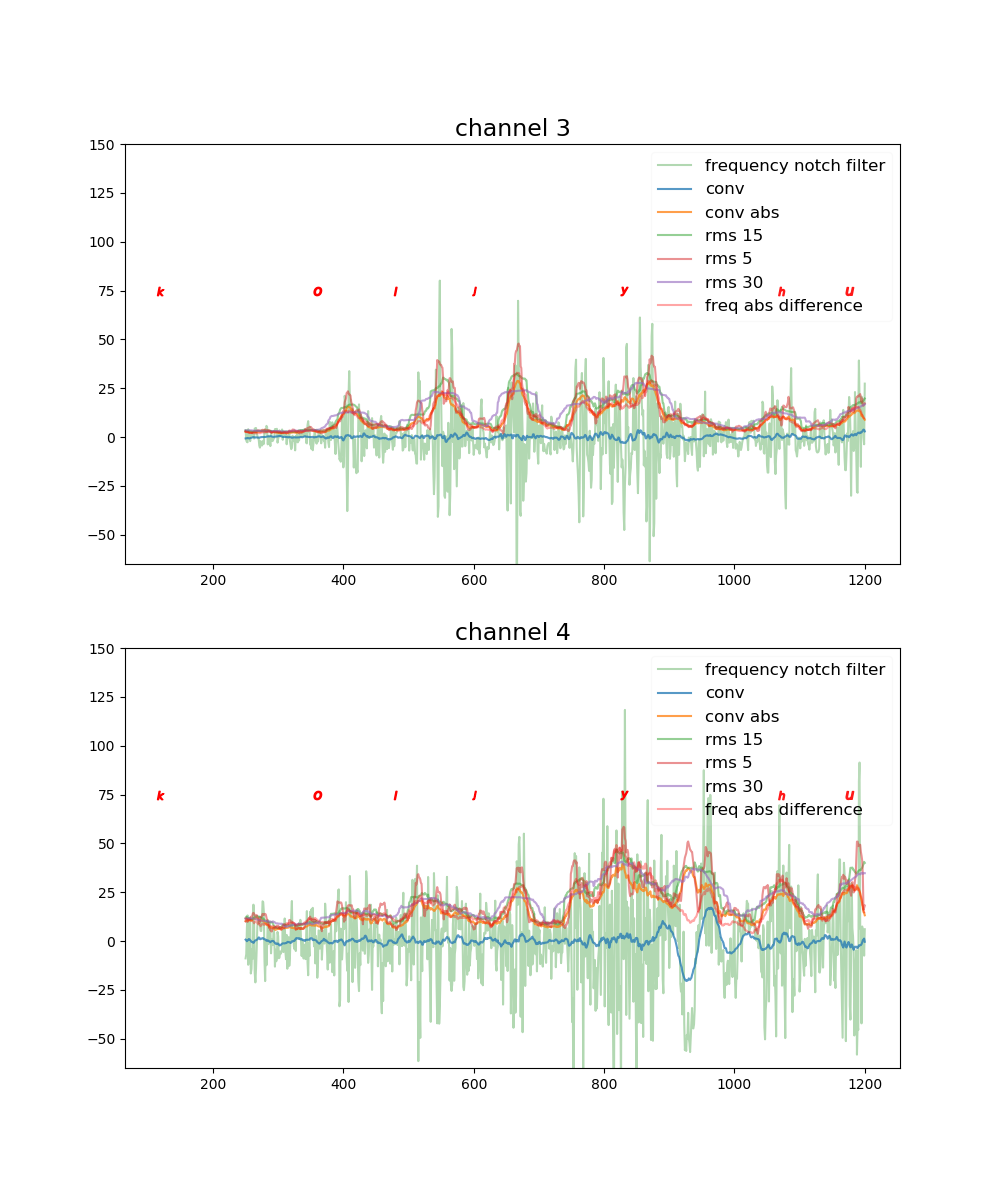 channel 3
150
125
100
75
50
25
0
−25
−50
frequency notch filter
conv
conv abs
rms 15
rms 5
rms 30
freq abs difference
k o l j y h u
200 400 600 800 1000 1200
channel 4
150
125
100
75
50
25
0
−25
−50
frequency notch filter
conv
conv abs
rms 15
rms 5
rms 30
freq abs difference
k o l j y h u
200 400 600 800 1000 1200